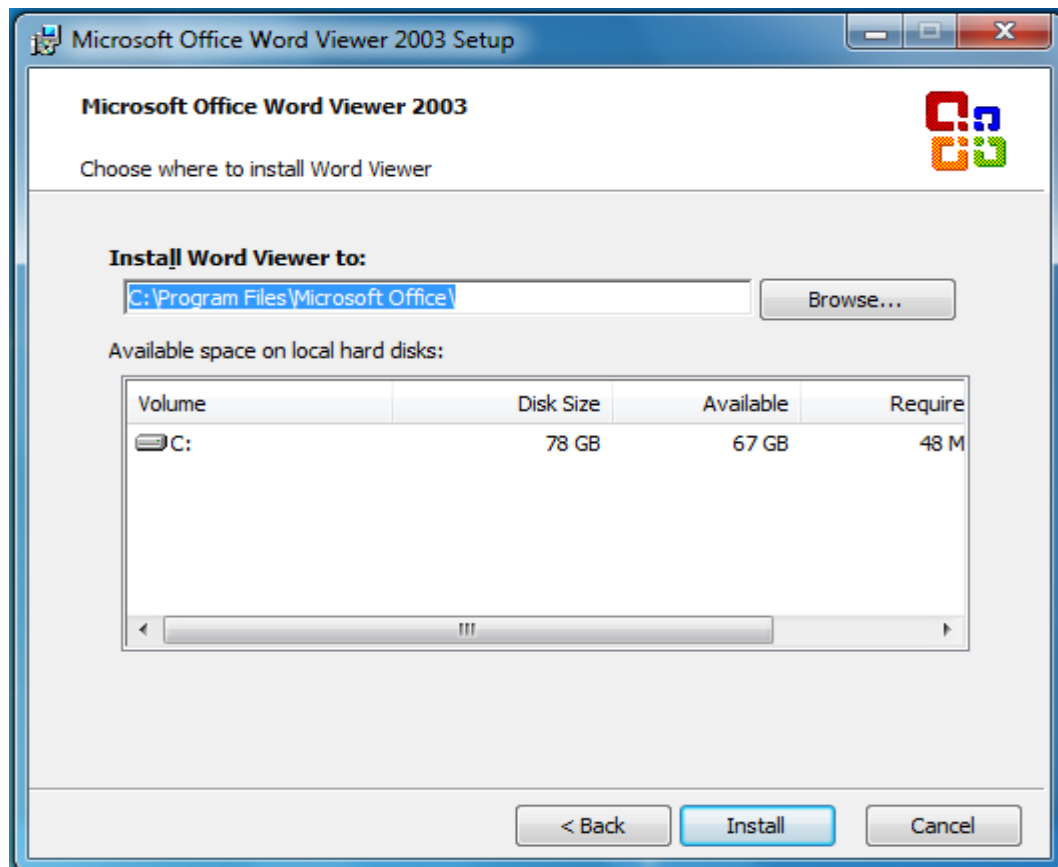 Microsoft Office Word Viewer 2003 Setup
Microsoft Office Word Viewer 2003
Choose where to install Word Viewer
Install Word Viewer to:
C:\Program Files\Microsoft Office\
Browse...
Available space on local hard disks:
Volume Disk Size Available Require
C: 78 GB 67 GB 48 M
< Back Install Cancel